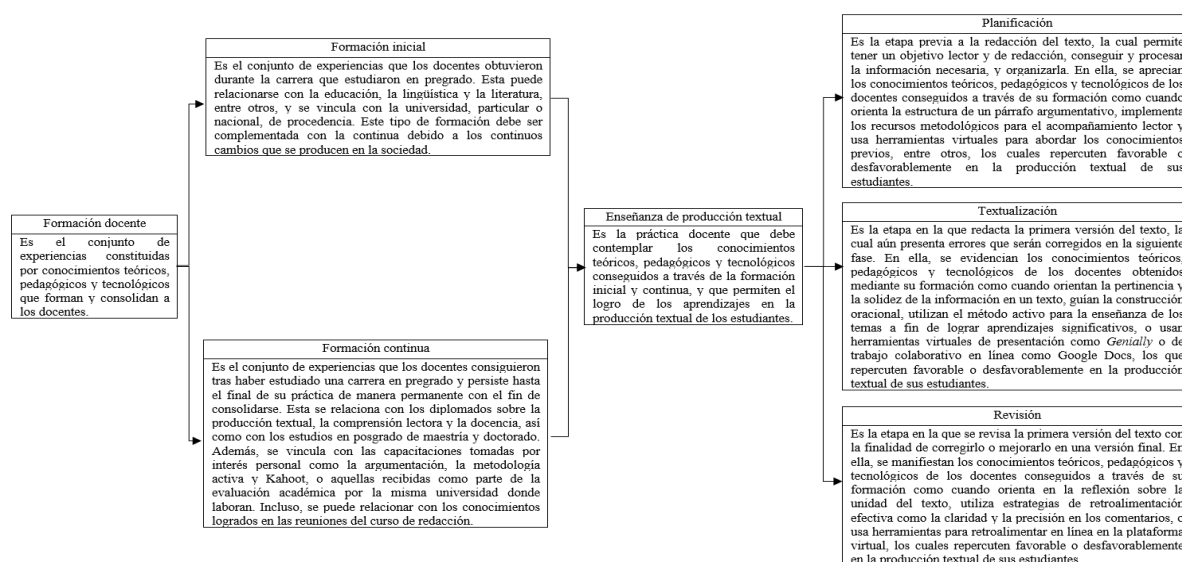 Formación docente
Es el conjunto de
experiencias constituidas
por conocimientos teóricos,
pedagógicos y tecnológicos
que forman y consolidan a
los docentes.
Formación inicial
Es el conjunto de experiencias que los docentes obtuvieron
durante la carrera que estudiaron en pregrado. Esta puede
relacionarse con la educación, la lingüística y la literatura,
entre otros, y se vincula con la universidad, particular o
nacional, de procedencia. Este tipo de formación debe ser
complementada con la continua debido a los continuos
cambios que se producen en la sociedad.
Formación continua
Es el conjunto de experiencias que los docentes consiguieron
tras haber estudiado una carrera en pregrado y persiste hasta
el final de su práctica de manera permanente con el fin de
consolidarse. Esta se relaciona con los diplomados sobre la
producción textual, la comprensión lectora y la docencia, así
como con los estudios en posgrado de maestría y doctorado.
Además, se vincula con las capacitaciones tomadas por
interés personal como la argumentación, la metodología
activa y Kahoot, o aquellas recibidas como parte de la
evaluación académica por la misma universidad donde
laboran. Incluso, se puede relacionar con los conocimientos
logrados en las reuniones del curso de redacción.
Enseñanza de producción textual
Es la práctica docente que debe
contemplar los conocimientos
teóricos, pedagógicos y tecnológicos
conseguidos a través de la formación
inicial y continua, y que permiten el
logro de los aprendizajes en la
producción textual de los estudiantes.
Planificación
Es la etapa previa a la redacción del texto, la cual permite
tener un objetivo lector y de redacción, conseguir y procesar
la información necesaria, y organizarla. En ella, se aprecian
los conocimientos teóricos, pedagógicos y tecnológicos de los
docentes conseguidos a través de su formación como cuando
orienta la estructura de un párrafo argumentativo, implementa
los recursos metodológicos para el acompañamiento lector y
usa herramientas virtuales para abordar los conocimientos
previos, entre otros, los cuales repercuten favorable o
desfavorablemente en la producción textual de sus
estudiantes.
Textualización
Es la etapa en la que redacta la primera versión del texto, la
cual aún presenta errores que serán corregidos en la siguiente
fase. En ella, se evidencian los conocimientos teóricos,
pedagógicos y tecnológicos de los docentes obtenidos
mediante su formación como cuando orientan la pertinencia y
la solidez de la información en un texto, guían la construcción
oracional, utilizan el método activo para la enseñanza de los
temas a fin de lograr aprendizajes significativos, o usan
herramientas virtuales de presentación como Genially o de
trabajo colaborativo en línea como Google Docs, los que
repercuten favorable o desfavorablemente en la producción
textual de sus estudiantes.
Revisión
Es la etapa en la que se revisa la primera versión del texto con
la finalidad de corregirlo o mejorarlo en una versión final. En
ella, se manifiestan los conocimientos teóricos, pedagógicos y
tecnológicos de los docentes conseguidos a través de su
formación como cuando orienta en la reflexión sobre la
unidad del texto, utiliza estrategias de retroalimentación
efectiva como la claridad y la precisión en los comentarios, o
usa herramientas para retroalimentar en línea en la plataforma
virtual, los cuales repercuten favorable o desfavorablemente
en la producción textual de sus estudiantes